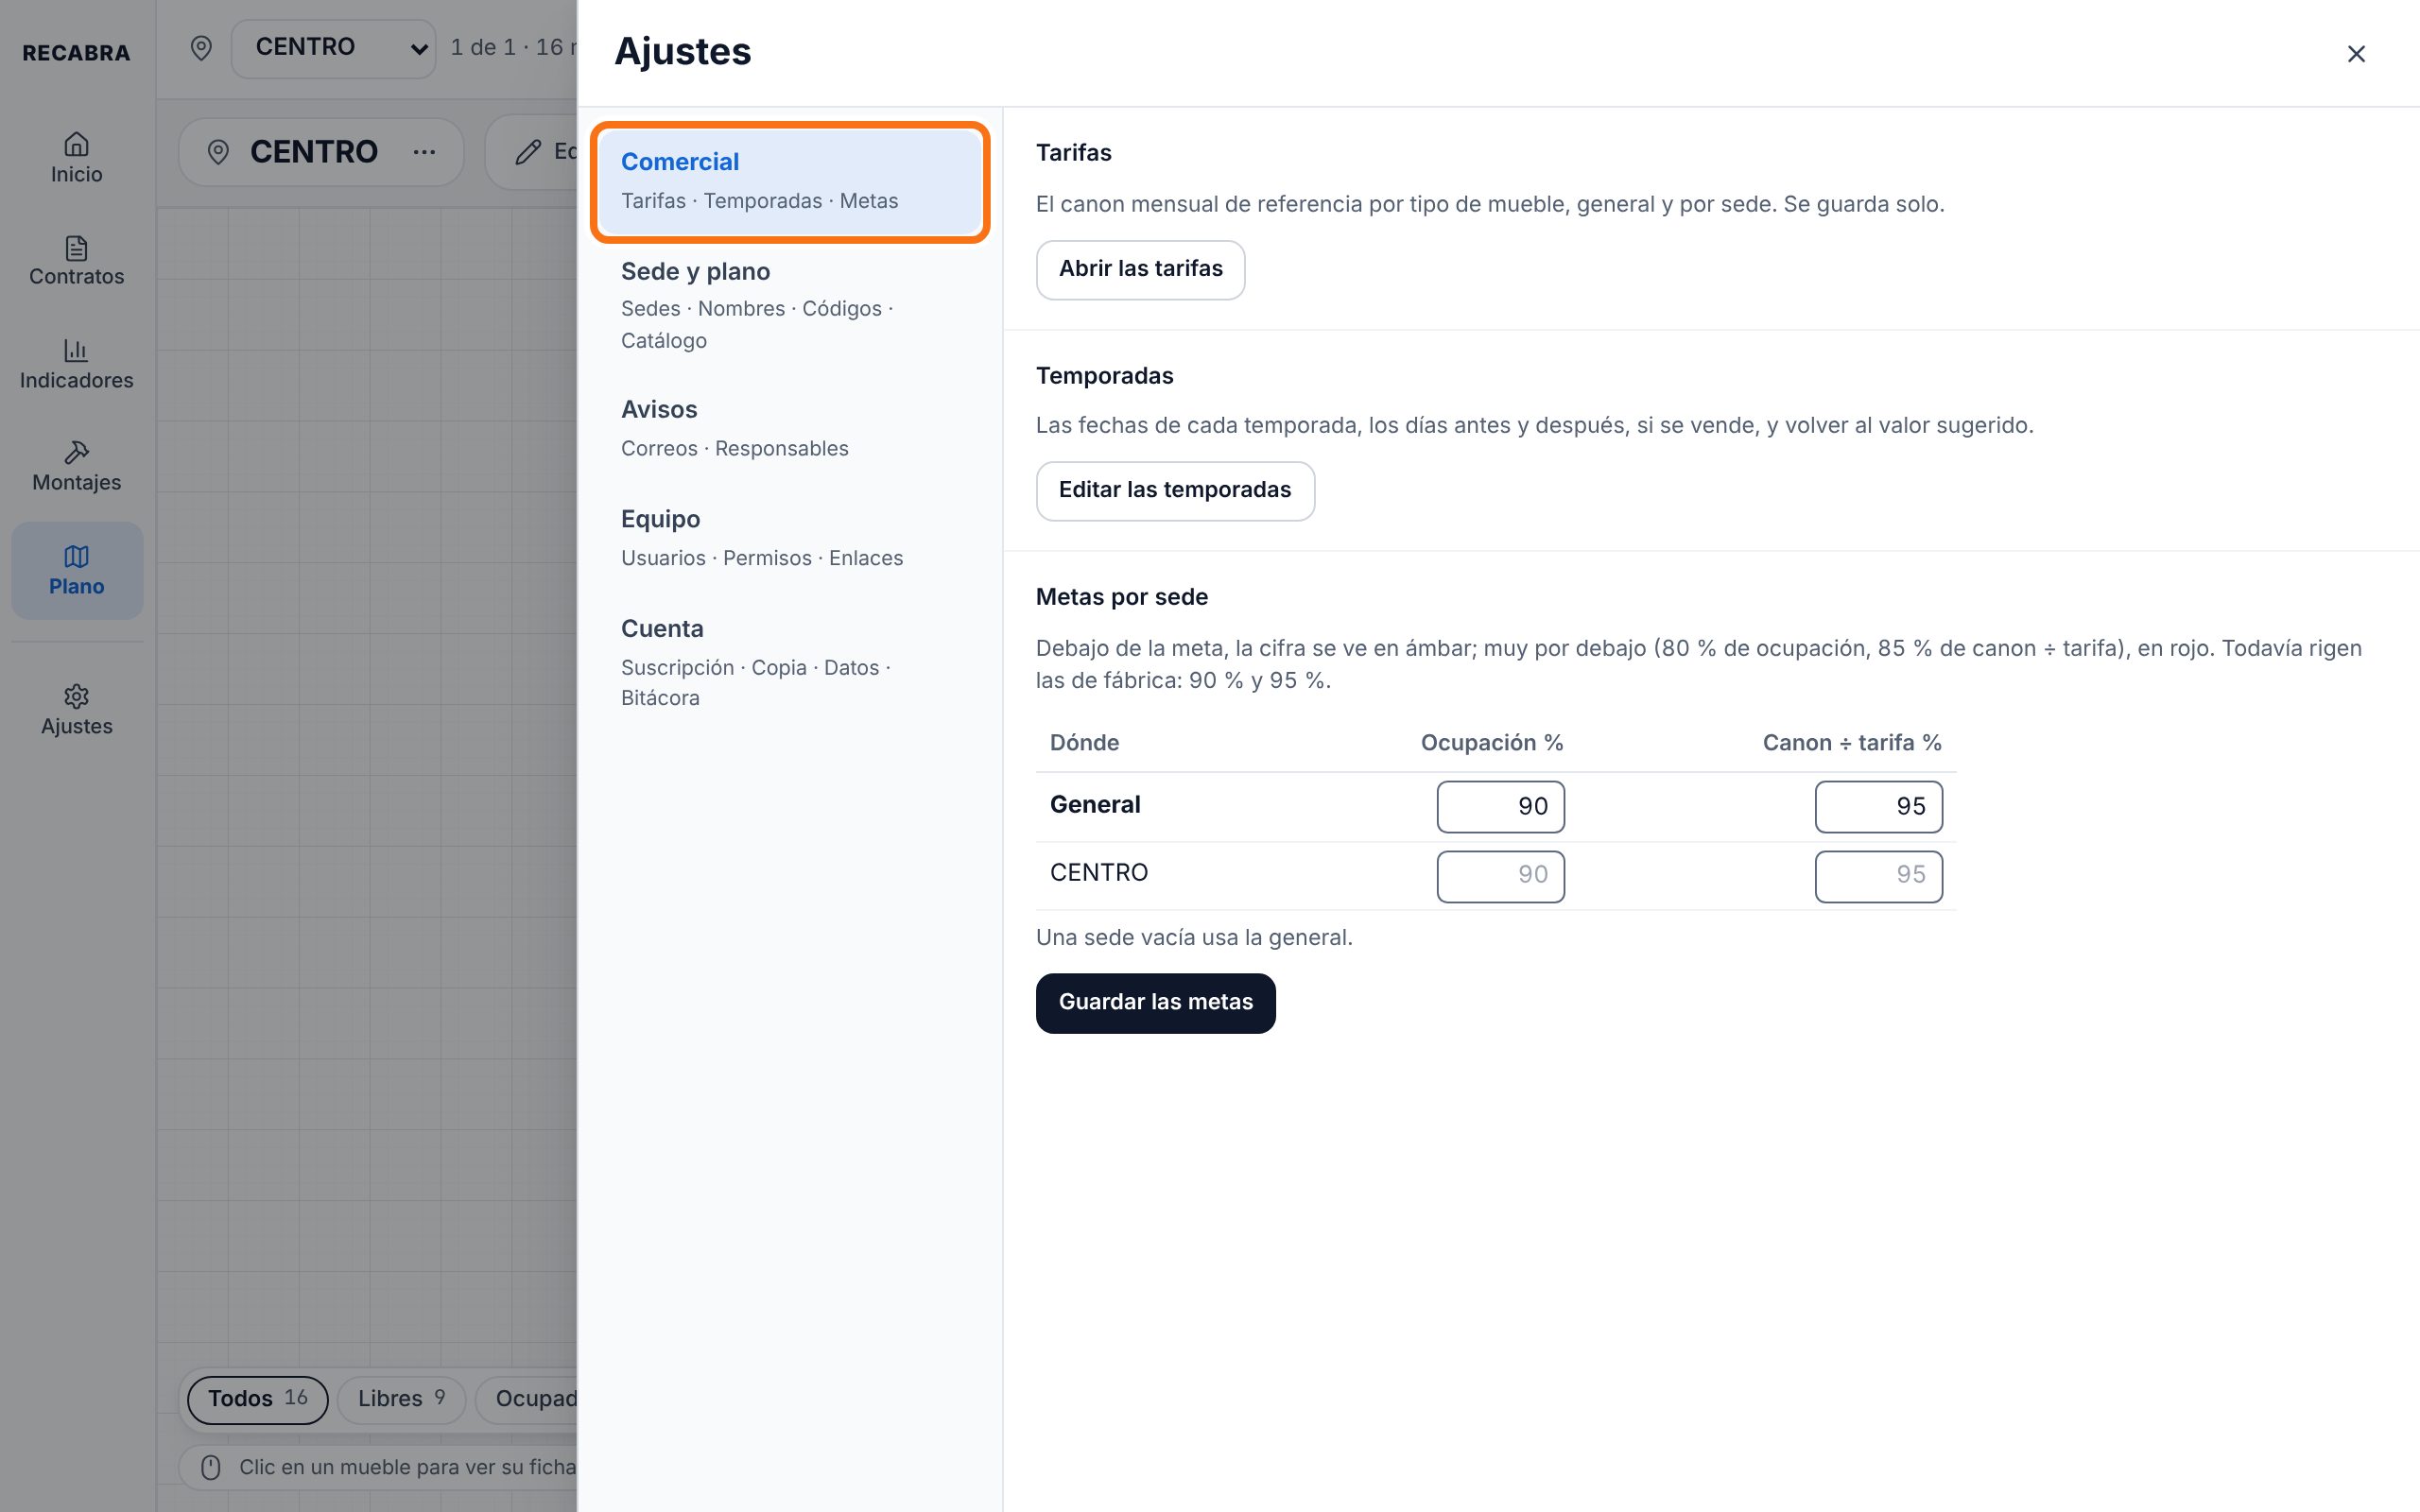 RECABRA
Inicio
Contratos
Indicadores
Montajes
Plano
Ajustes
CENTRO
1 de 1 · 16
CENTRO
Todos 16
Libres 9
Clic en un mueble para ver su ficha
Ajustes
Comercial
Tarifas · Temporadas · Metas
Sede y plano
Sedes · Nombres · Códigos ·
Catálogo
Avisos
Correos · Responsables
Equipo
Usuarios · Permisos · Enlaces
Cuenta
Suscripción · Copia · Datos ·
Bitácora
Tarifas
El canon mensual de referencia por tipo de mueble, general y por sede. Se guarda solo.
Abrir las tarifas
Temporadas
Las fechas de cada temporada, los días antes y después, si se vende, y volver al valor sugerido.
Editar las temporadas
Metas por sede
Debajo de la meta, la cifra se ve en ámbar; muy por debajo (80 % de ocupación, 85 % de canon ÷ tarifa), en rojo. Todavía rigen
las de fábrica: 90 % y 95 %.
Dónde Ocupación % Canon ÷ tarifa %
General 90 95
CENTRO 90 95
Una sede vacía usa la general.
Guardar las metas